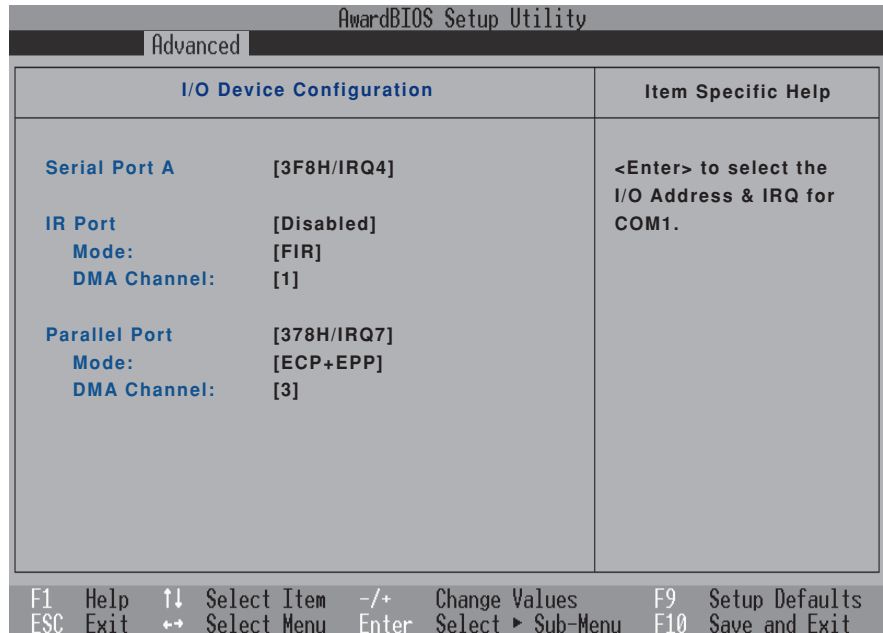 AwardBIOS Setup Utility
Advanced
I/O Device Configuration
Item Specific Help
Serial Port A [3F8H/IRQ4]
IR Port [Disabled]
Mode: [FIR]
DMA Channel: [1]
Parallel Port [378H/IRQ7]
Mode: [ECP+EPP]
DMA Channel: [3]
<Enter> to select the
I/O Address & IRQ for
COM1.
F1 Help ↑↓ Select Item -/+ Change Values F9 Setup Defaults
ESC Exit ←→ Select Menu Enter Select ▶ Sub-Menu F10 Save and Exit